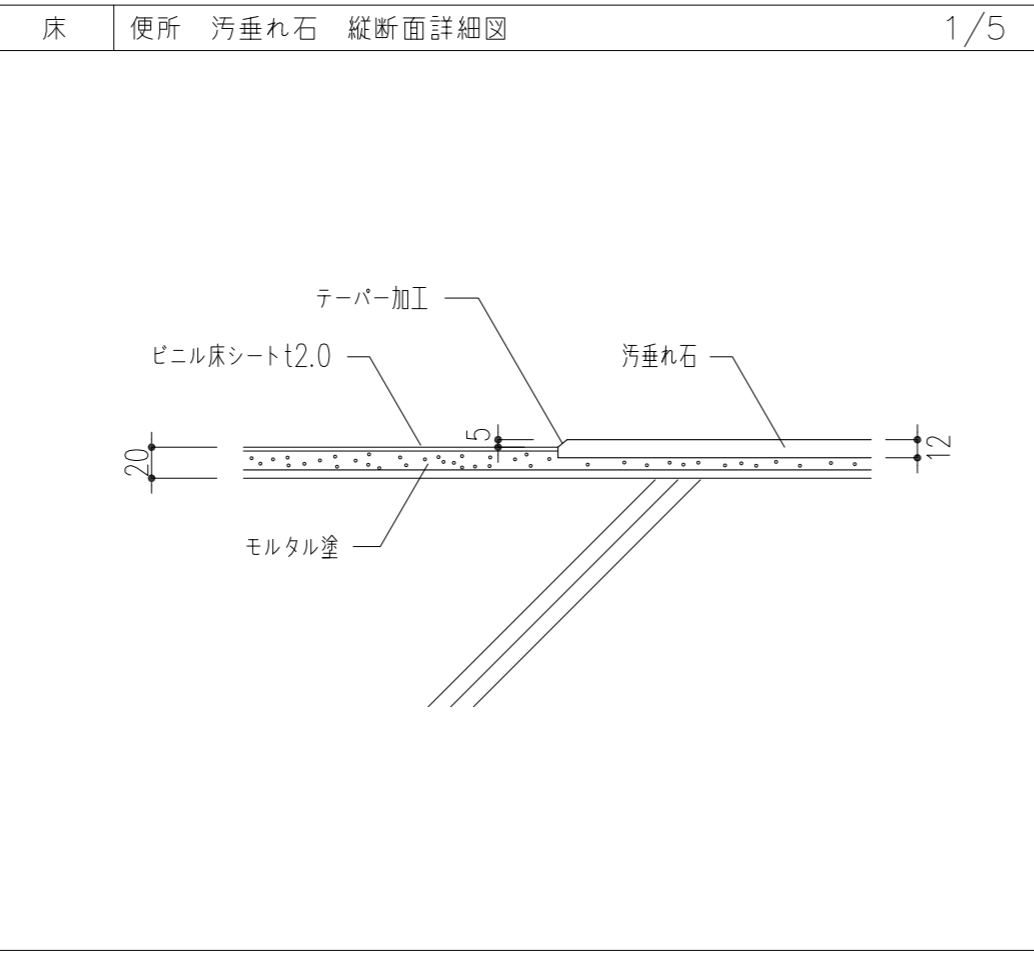 床 便所 汚垂れ石 縦断面詳細図 1/5
テーパー加工
ビニル床シートt2.0
汚垂れ石
5
20
12
モルタル塗